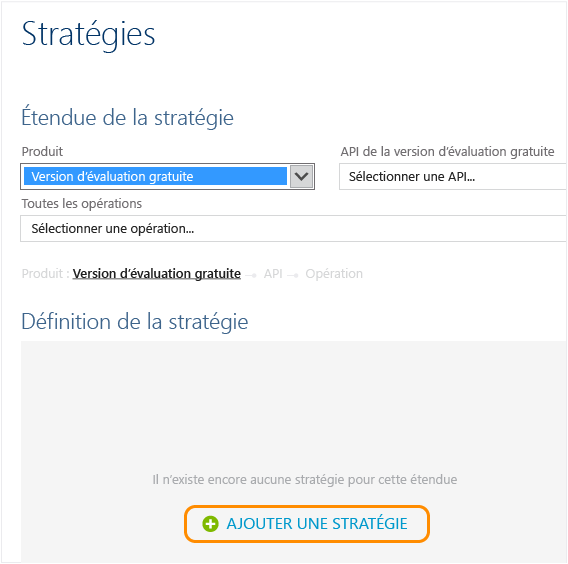 Stratégies
Étendue de la stratégie
Produit
API de la version d'évaluation gratuite
Version d'évaluation gratuite
Sélectionner une API...
Toutes les opérations
Sélectionner une opération...
Produit : Version d'évaluation gratuite → API → Opération
Définition de la stratégie
Il n'existe encore aucune stratégie pour cette étendue
AJOUTER UNE STRATÉGIE